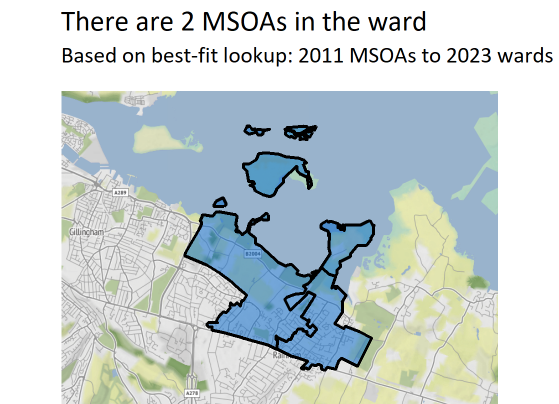 There are 2 MSOAs in the ward
Based on best-fit lookup: 2011 MSOAs to 2023 wards
A289
Gillingham
B2004
A278